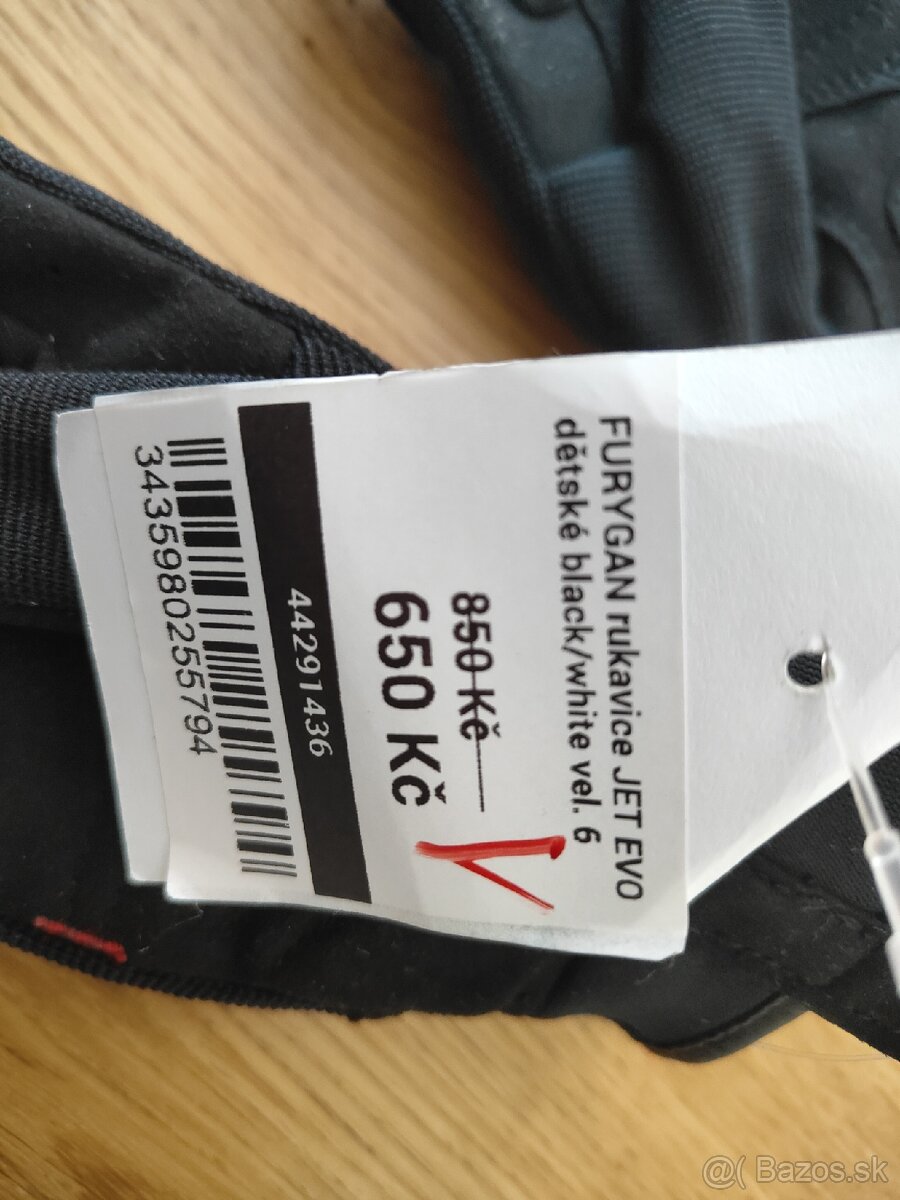 FURYGAN rukavice JET EVO
dětské black/white vel. 6
850 Kč
650 Kč
44291436
3435980255794
@( Bazos.sk